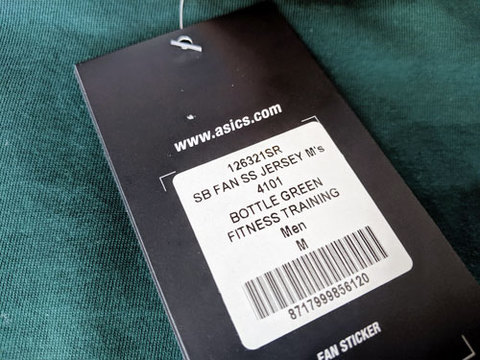 www.asics.com
126321SR
SB FAN SS JERSEY M's
4101
BOTTLE GREEN
FITNESS TRAINING
Men
M
8717999856120
FAN STICKER